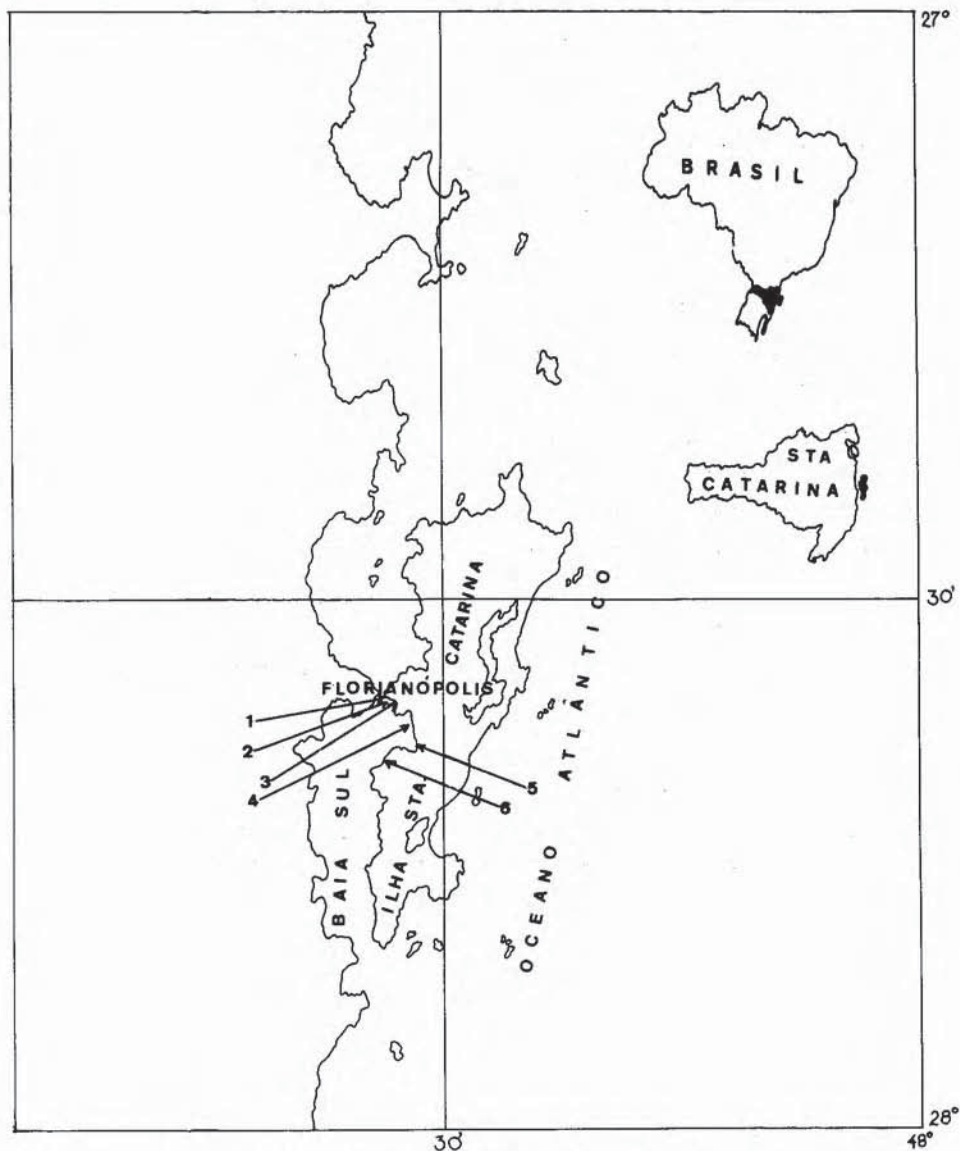 27°
BRASIL
STA
CATARINA
CATARINA
30'
FLORIANÓPOLIS
1
2
3
4
5
6
BAIA SUL
ILHA STA.
OCEANO ATLÁNTICO
28°
30'
48°